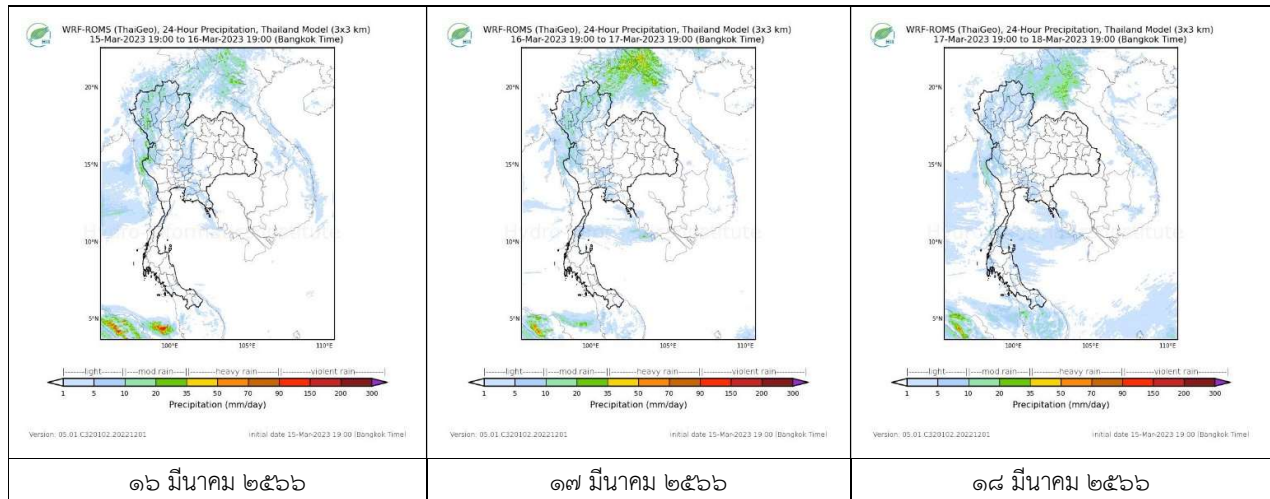 WRF-ROMS (ThaiGeo), 24-Hour Precipitation, Thailand Model (3x3 km)
15-Mar-2023 19:00 to 16-Mar-2023 19:00 (Bangkok Time)
20°N
15°N
10°N
5°N
100°E 105°E 110°E
|----------light---------||----mod rain-----||---------heavy rain--------||----------violent rain---------
1 5 10 20 35 50 70 90 150 200 300
Precipitation (mm/day)
Version: 05.01.C320102.20221201 initial date 15-Mar-2023 19:00 (Bangkok Time)
๑๖ มีนาคม ๒๕๖๖
WRF-ROMS (ThaiGeo), 24-Hour Precipitation, Thailand Model (3x3 km)
16-Mar-2023 19:00 to 17-Mar-2023 19:00 (Bangkok Time)
20°N
15°N
10°N
5°N
100°E 105°E 110°E
|----------light---------||----mod rain-----||---------heavy rain--------||----------violent rain---------
1 5 10 20 35 50 70 90 150 200 300
Precipitation (mm/day)
Version: 05.01.C320102.20221201 initial date 15-Mar-2023 19:00 (Bangkok Time)
๑๗ มีนาคม ๒๕๖๖
WRF-ROMS (ThaiGeo), 24-Hour Precipitation, Thailand Model (3x3 km)
17-Mar-2023 19:00 to 18-Mar-2023 19:00 (Bangkok Time)
20°N
15°N
10°N
5°N
100°E 105°E 110°E
|----------light---------||----mod rain-----||---------heavy rain--------||----------violent rain---------
1 5 10 20 35 50 70 90 150 200 300
Precipitation (mm/day)
Version: 05.01.C320102.20221201 initial date 15-Mar-2023 19:00 (Bangkok Time)
๑๘ มีนาคม ๒๕๖๖